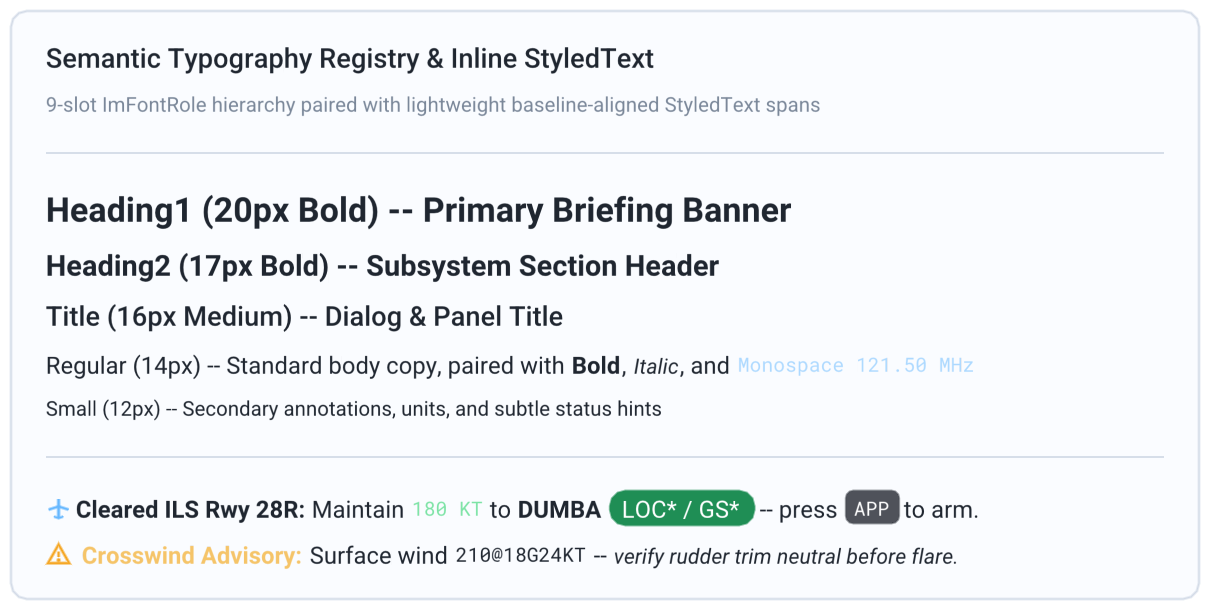 Semantic Typography Registry & Inline StyledText
9-slot ImFontRole hierarchy paired with lightweight baseline-aligned StyledText spans
Heading1 (20px Bold) -- Primary Briefing Banner
Heading2 (17px Bold) -- Subsystem Section Header
Title (16px Medium) -- Dialog & Panel Title
Regular (14px) -- Standard body copy, paired with Bold, Italic, and Monospace 121.50 MHz
Small (12px) -- Secondary annotations, units, and subtle status hints
Cleared ILS Rwy 28R: Maintain 180 KT to DUMBA LOC* / GS* -- press APP to arm.
Crosswind Advisory: Surface wind 210@18G24KT -- verify rudder trim neutral before flare.